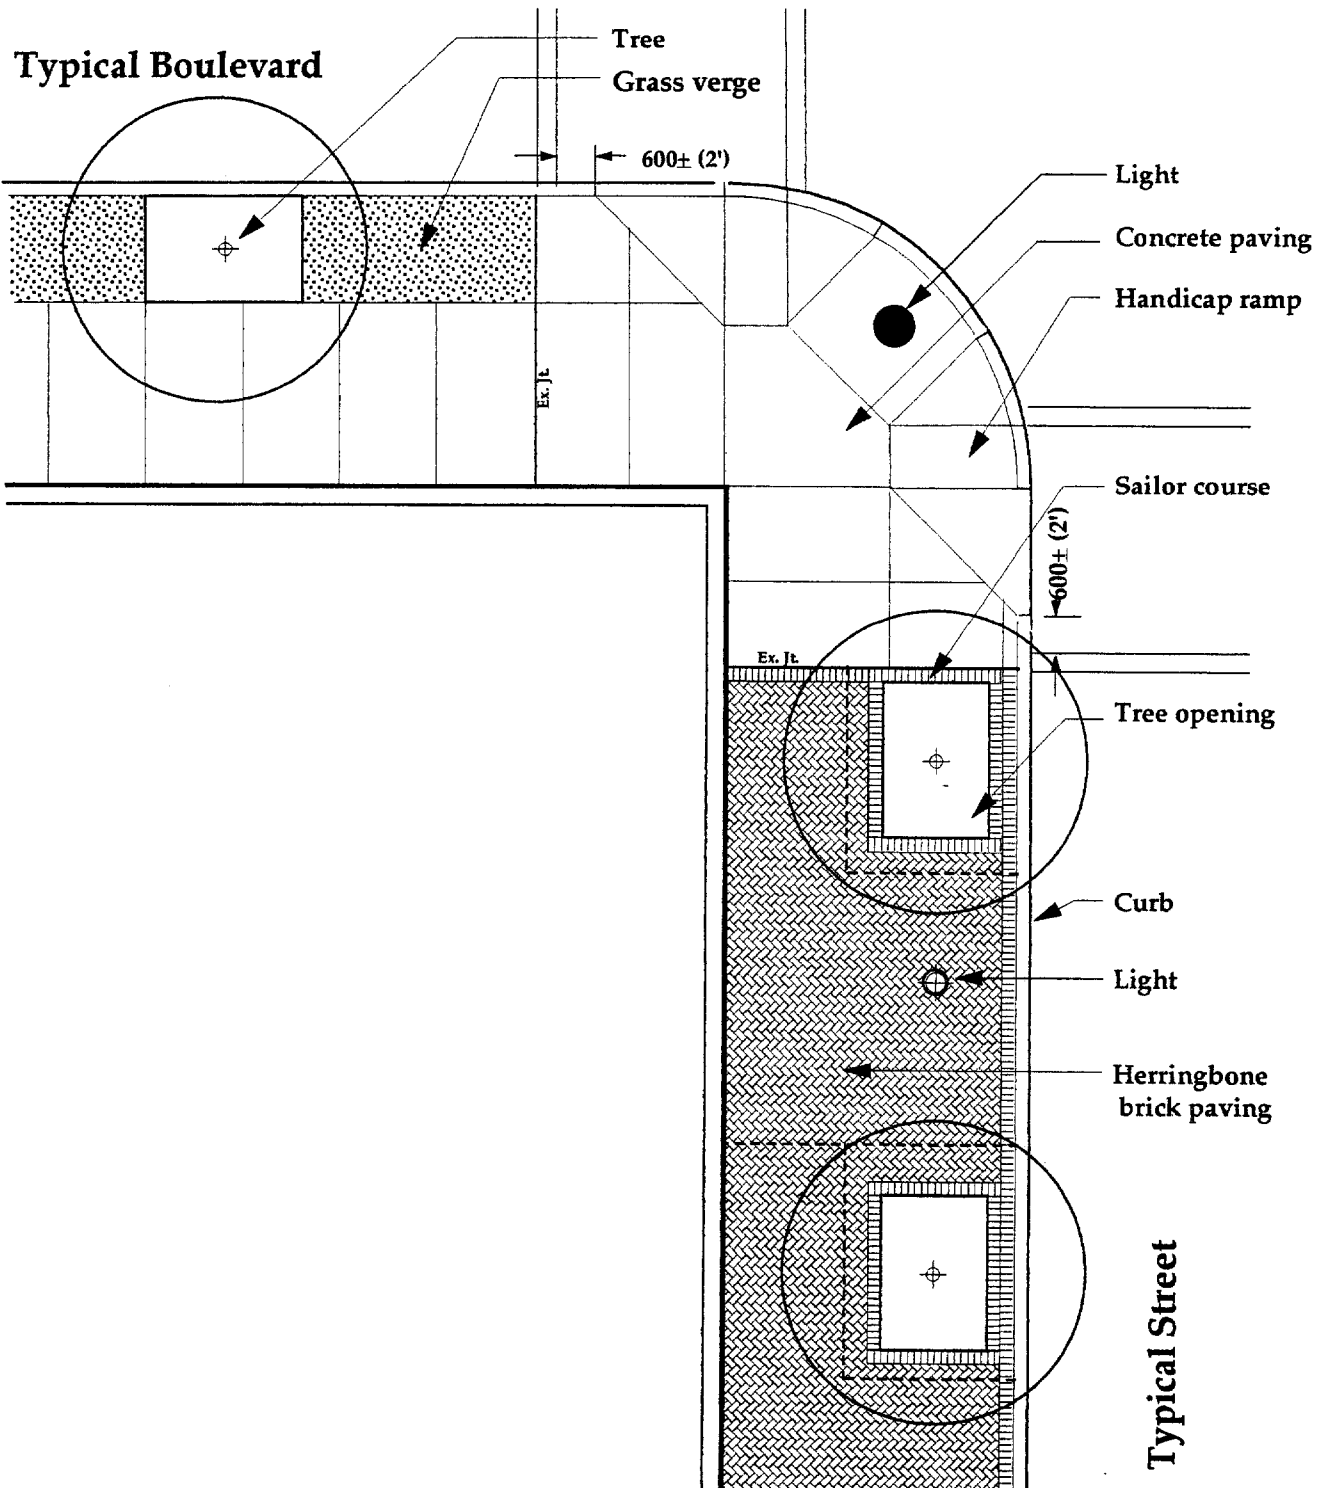 Typical Boulevard
Tree
Grass verge
600± (2')
Light
Concrete paving
Handicap ramp
Ex. Jt.
Sailor course
600± (2')
Ex. Jt.
Tree opening
Curb
Light
Herringbone
brick paving
Typical Street